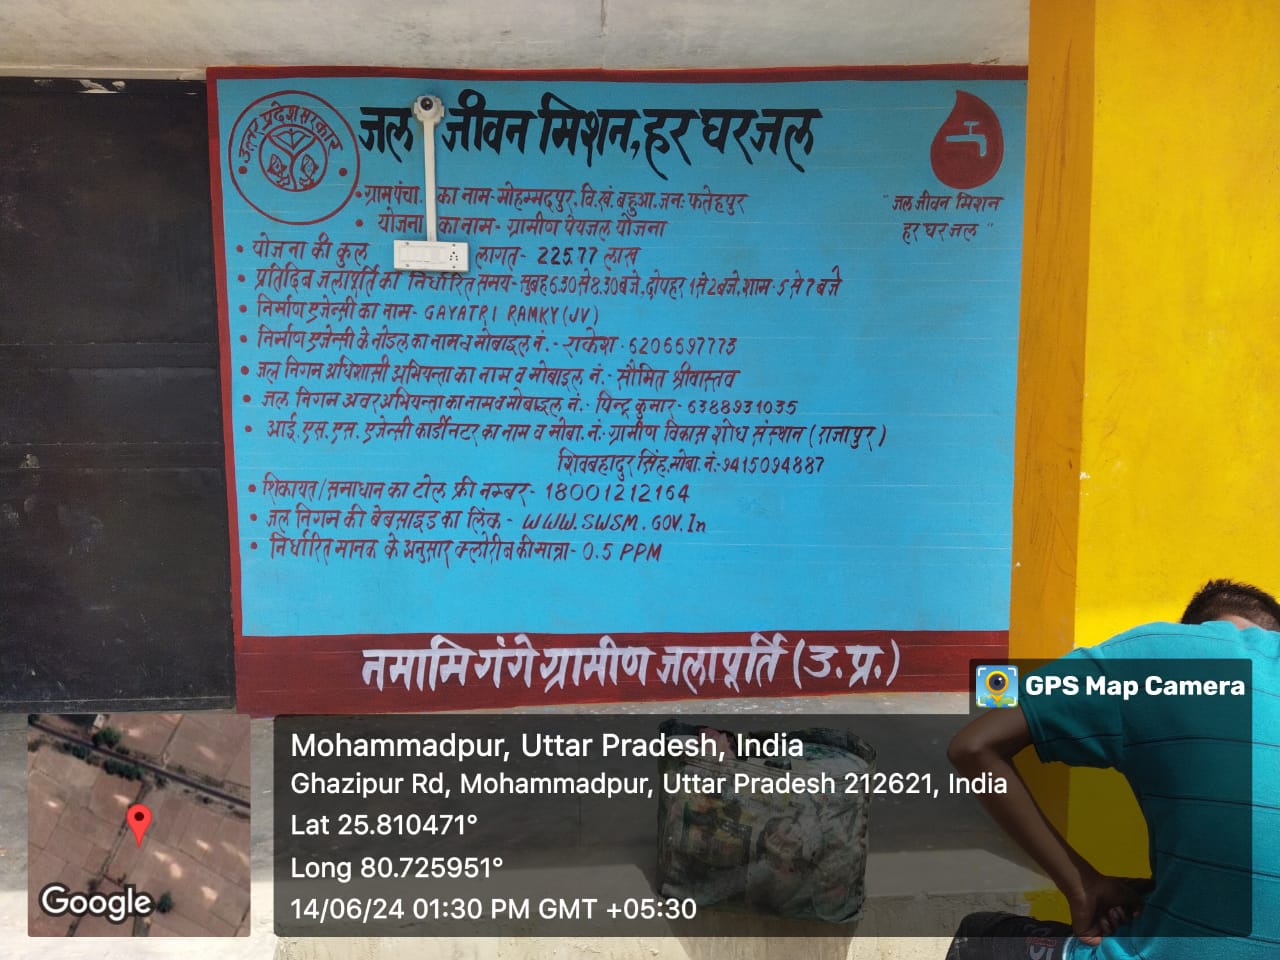 उत्तर प्रदेश सरकार
जल जीवन मिशन, हर घर जल
• ग्राम पंचा. का नाम- मोहम्मदपुर, वि.खं. बहुआ. जन: फतेहपुर
• योजना का नाम- ग्रामीण पेयजल योजना
• योजना की कुल लागत- 225.77 लाख
• प्रतिदिन जलापूर्ति का निर्धारित समय- सुबह 6.30 से 8.30 बजे, दोपहर 1 से 2 बजे, शाम- 5 से 7 बजे
• निर्माण एजेन्सी का नाम- GAYATRI RAMKY (JV)
• निर्माण एजेन्सी के नोडल का नाम व मोबाइल नं.- राकेश. 6206697773
• जल निगम अधिशासी अभियन्ता का नाम व मोबाइल नं.- सौमित श्रीवास्तव
• जल निगम अवर अभियन्ता का नाम व मोबाइल नं.- पिन्टू कुमार- 6388931035
• आई.एस.एस. एजेन्सी कार्डीनटर का नाम व मोबा. नं.- ग्रामीण विकास शोध संस्थान (राजापुर)
शिवबहादुर सिंह, मोबा. नं.- 9415094887
• शिकायत/समाधान का टोल फ्री नम्बर- 18001212164
• जल निगम की बेबसाइड का लिंक- WWW.SWSM.GOV.In
• निर्धारित मानक के अनुसार क्लोरीन की मात्रा- 0.5 PPM
"जल जीवन मिशन
हर घर जल"
नमामि गंगे ग्रामीण जलापूर्ति (उ.प्र.)
GPS Map Camera
Mohammadpur, Uttar Pradesh, India
Ghazipur Rd, Mohammadpur, Uttar Pradesh 212621, India
Lat 25.810471°
Long 80.725951°
14/06/24 01:30 PM GMT +05:30
Google